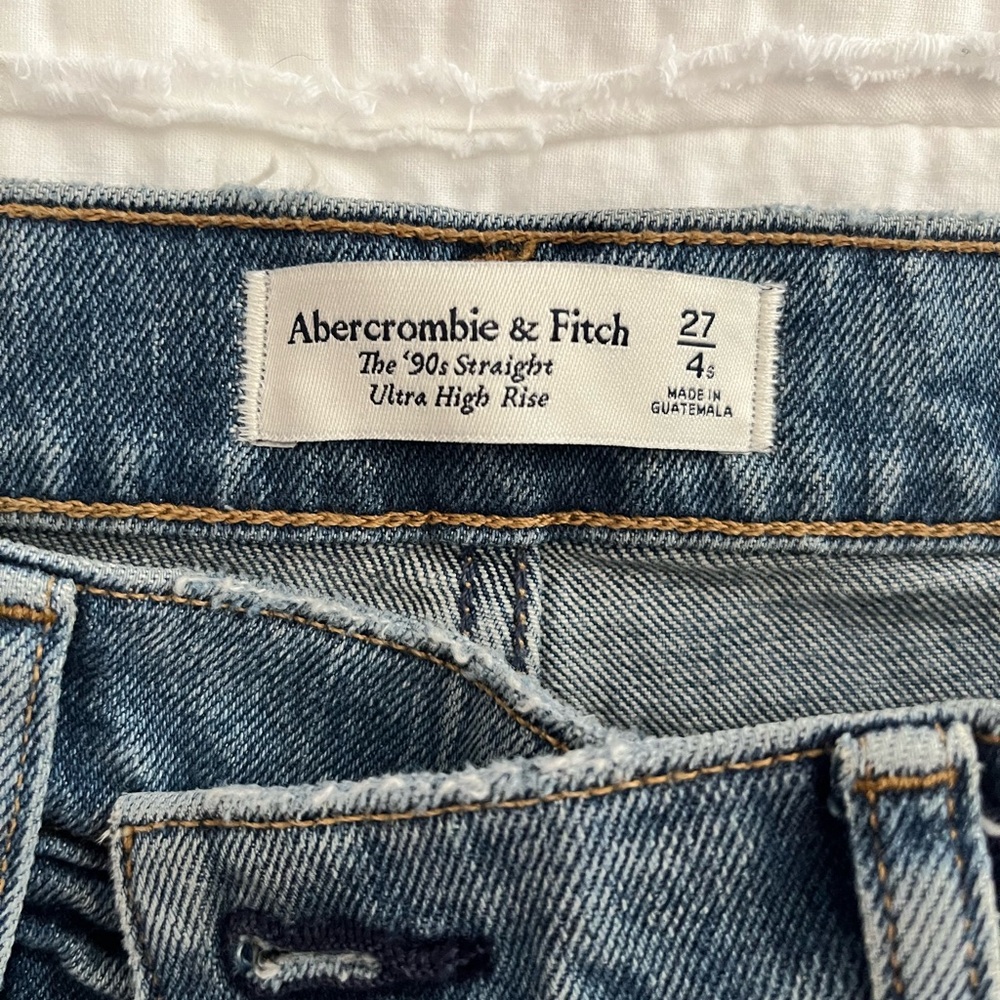 Abercrombie & Fitch
The ‘90s Straight
Ultra High Rise
27
4s
MADE IN
GUATEMALA